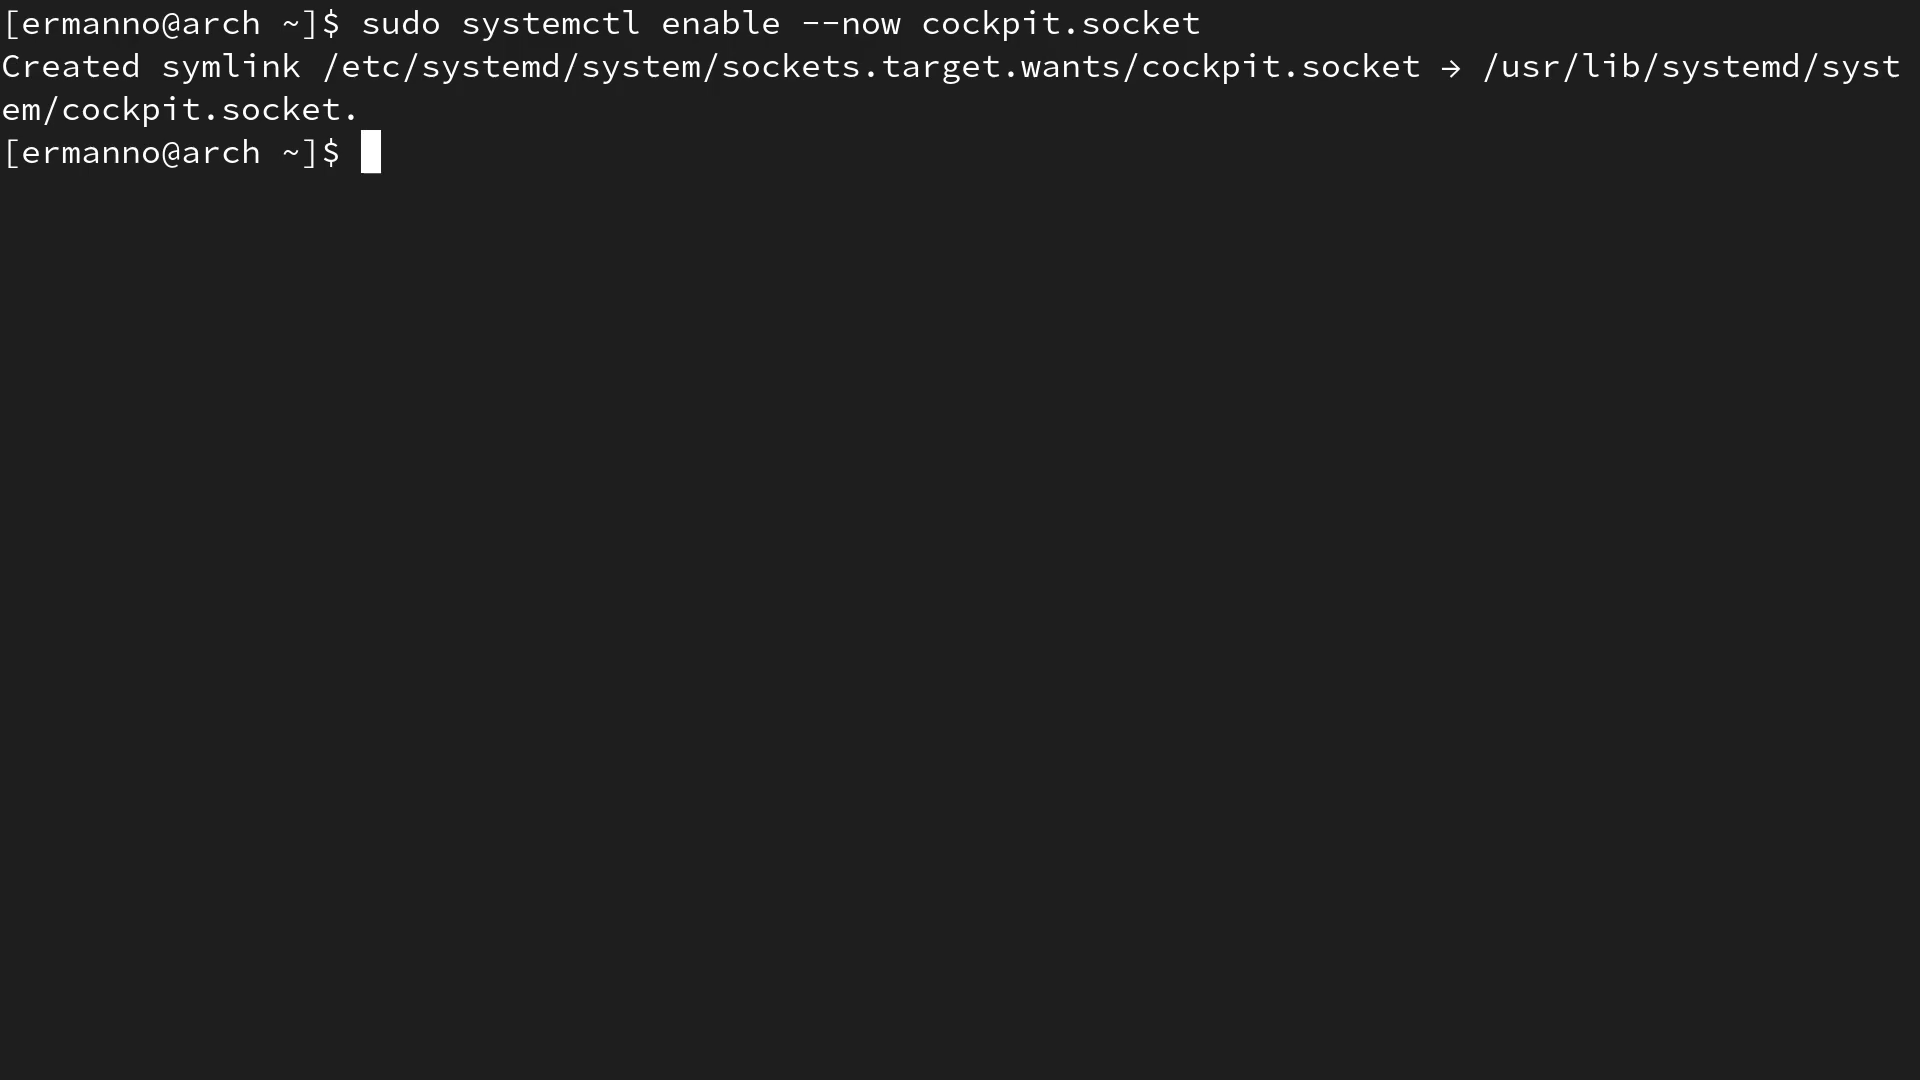 [ermanno@arch ~]$ sudo systemctl enable --now cockpit.socket
Created symlink /etc/systemd/system/sockets.target.wants/cockpit.socket → /usr/lib/systemd/syst
em/cockpit.socket.
[ermanno@arch ~]$